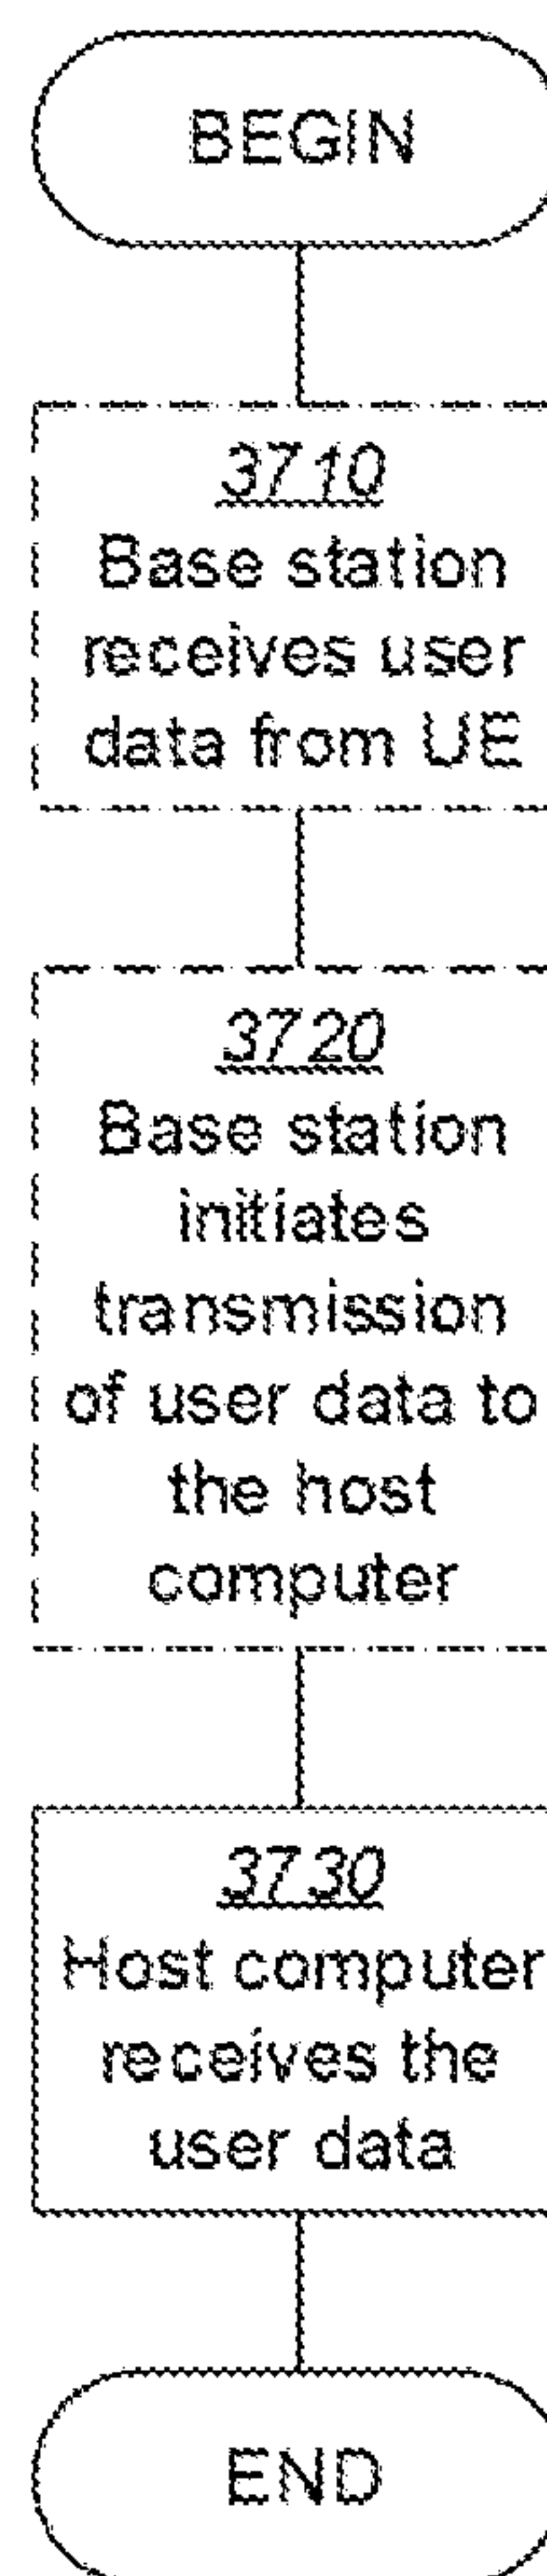 BEGIN
3710
Base station
receives user
data from UE
3720
Base station
initiates
transmission
of user data to
the host
computer
3730
Host computer
receives the
user data
END